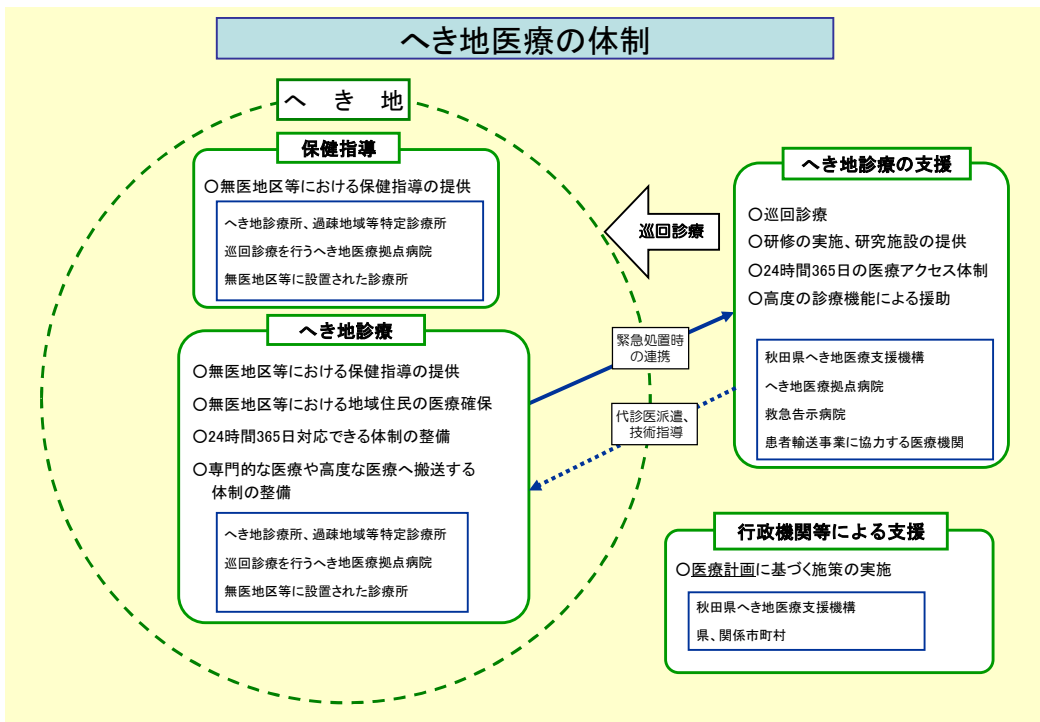 へき地医療の体制
へ き 地
保健指導
○無医地区等における保健指導の提供
へき地診療所、過疎地域等特定診療所
巡回診療を行うへき地医療拠点病院
無医地区等に設置された診療所
へき地診療
○無医地区等における保健指導の提供
○無医地区等における地域住民の医療確保
○24時間365日対応できる体制の整備
○専門的な医療や高度な医療へ搬送する
体制の整備
へき地診療所、過疎地域等特定診療所
巡回診療を行うへき地医療拠点病院
無医地区等に設置された診療所
巡回診療
緊急処置時
の連携
代診医派遣、
技術指導
へき地診療の支援
○巡回診療
○研修の実施、研究施設の提供
○24時間365日の医療アクセス体制
○高度の診療機能による援助
秋田県へき地医療支援機構
へき地医療拠点病院
救急告示病院
患者輸送事業に協力する医療機関
行政機関等による支援
○医療計画に基づく施策の実施
秋田県へき地医療支援機構
県、関係市町村